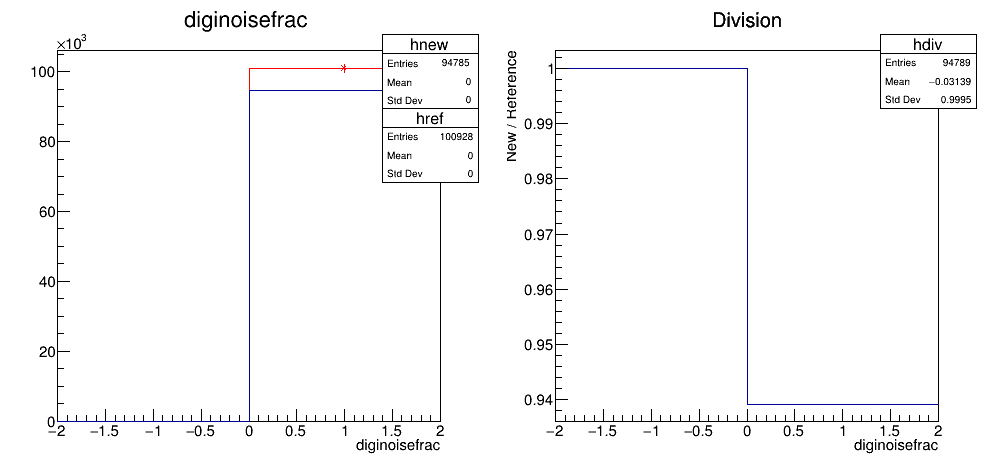 diginoisefrac
×10³
100
80
60
40
20
0
−2 −1.5 −1 −0.5 0 0.5 1 1.5 2
diginoisefrac
hnew
Entries 94785
Mean 0
Std Dev 0
href
Entries 100928
Mean 0
Std Dev 0
Division
New / Reference
1
0.99
0.98
0.97
0.96
0.95
0.94
−2 −1.5 −1 −0.5 0 0.5 1 1.5 2
diginoisefrac
hdiv
Entries 94789
Mean −0.03139
Std Dev 0.9995